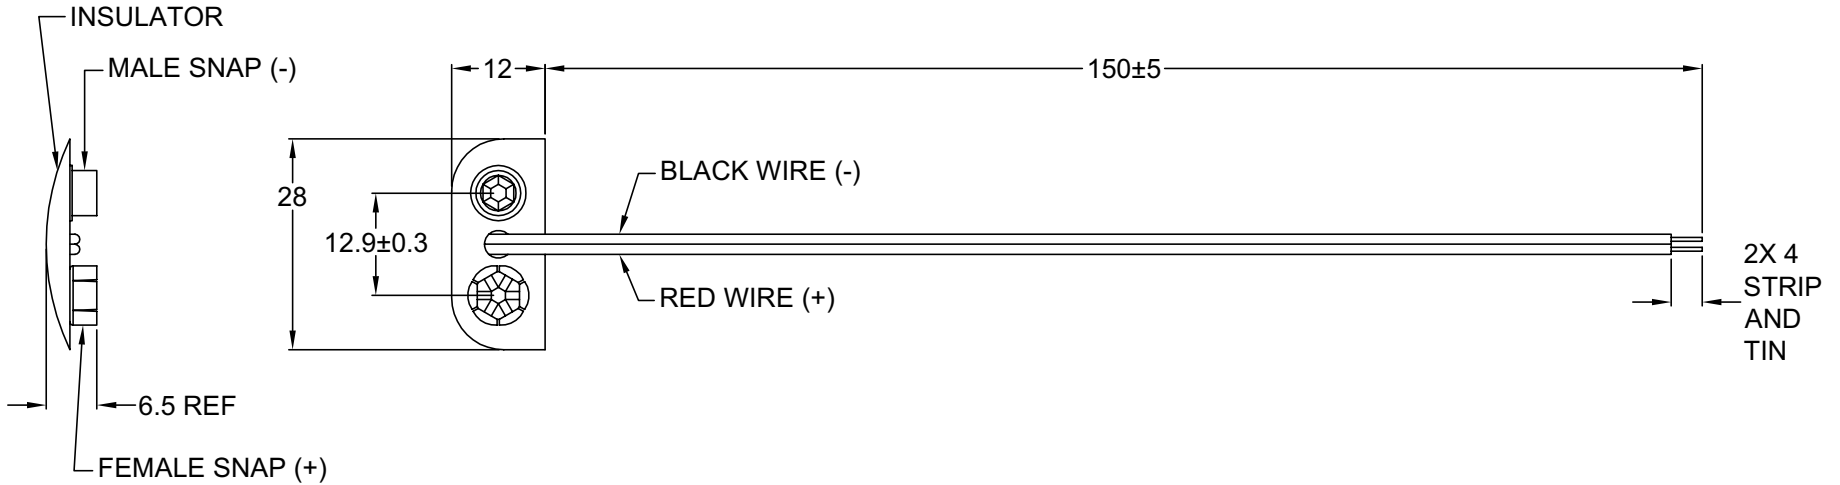 INSULATOR
MALE SNAP (-)
12
150±5
28
12.9±0.3
BLACK WIRE (-)
RED WIRE (+)
2X 4
STRIP
AND
TIN
6.5 REF
FEMALE SNAP (+)